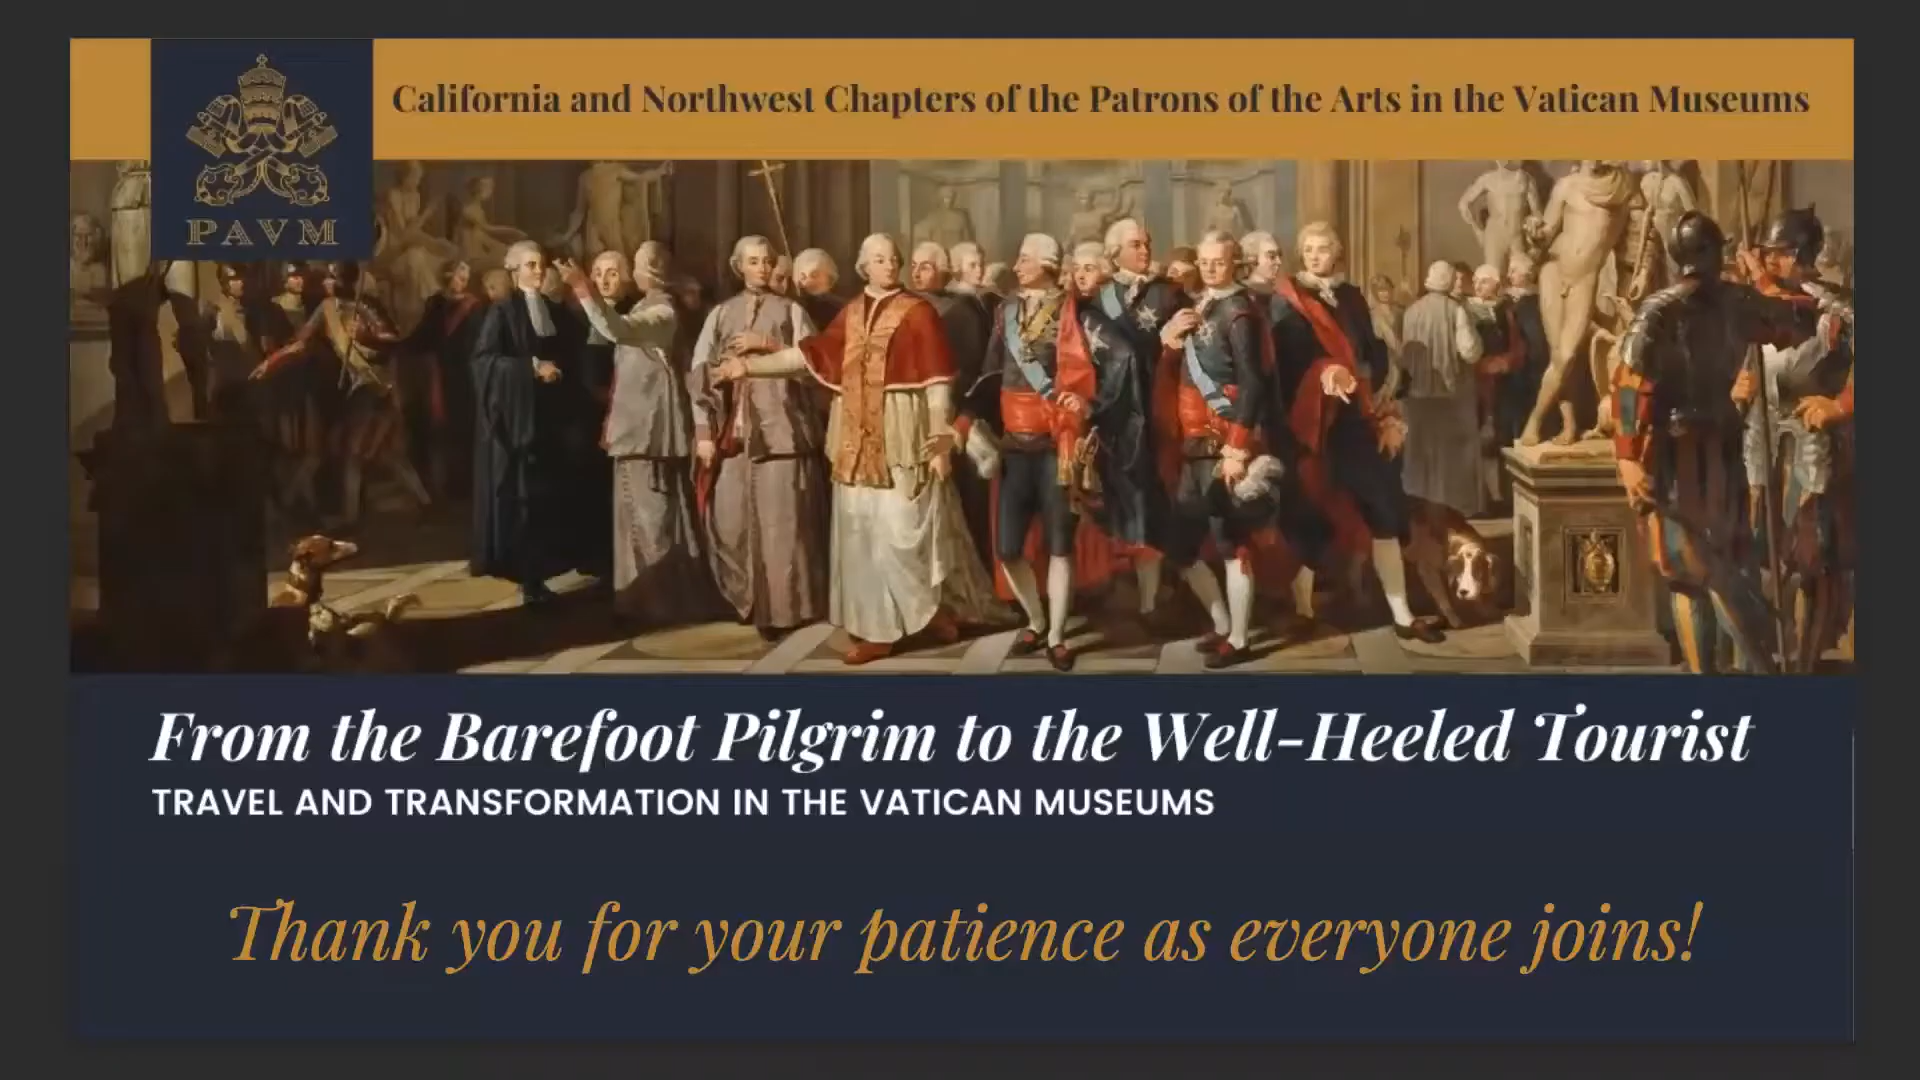 PAVM
California and Northwest Chapters of the Patrons of the Arts in the Vatican Museums
From the Barefoot Pilgrim to the Well-Heeled Tourist
TRAVEL AND TRANSFORMATION IN THE VATICAN MUSEUMS
Thank you for your patience as everyone joins!